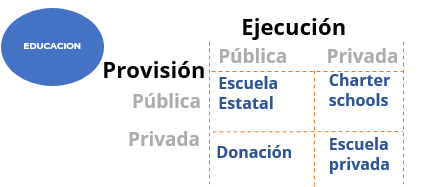 Ejecución
EDUCACION
Pública Privada
Provisión
Escuela
Estatal
Charter
schools
Pública
Privada
Donación
Escuela
privada